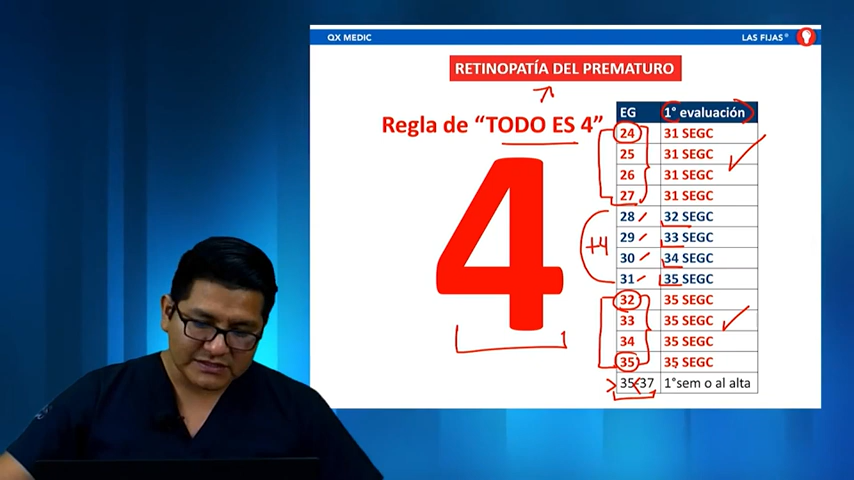 QX MEDIC
LAS FIJAS®
RETINOPATÍA DEL PREMATURO
Regla de “TODO ES 4”
4
EG 1° evaluación
24 31 SEGC
25 31 SEGC
26 31 SEGC
27 31 SEGC
28 32 SEGC
29 33 SEGC
30 34 SEGC
31 35 SEGC
32 35 SEGC
33 35 SEGC
34 35 SEGC
35 35 SEGC
35-37 1°sem o al alta
+4
> <